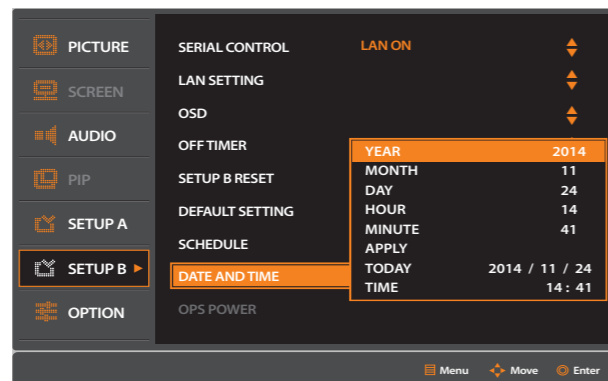 PICTURE
SCREEN
AUDIO
PIP
SETUP A
SETUP B
OPTION
SERIAL CONTROL LAN ON
LAN SETTING
OSD
OFF TIMER
SETUP B RESET
DEFAULT SETTING
SCHEDULE
DATE AND TIME
OPS POWER
YEAR 2014
MONTH 11
DAY 24
HOUR 14
MINUTE 41
APPLY
TODAY 2014 / 11 / 24
TIME 14 : 41
Menu Move Enter